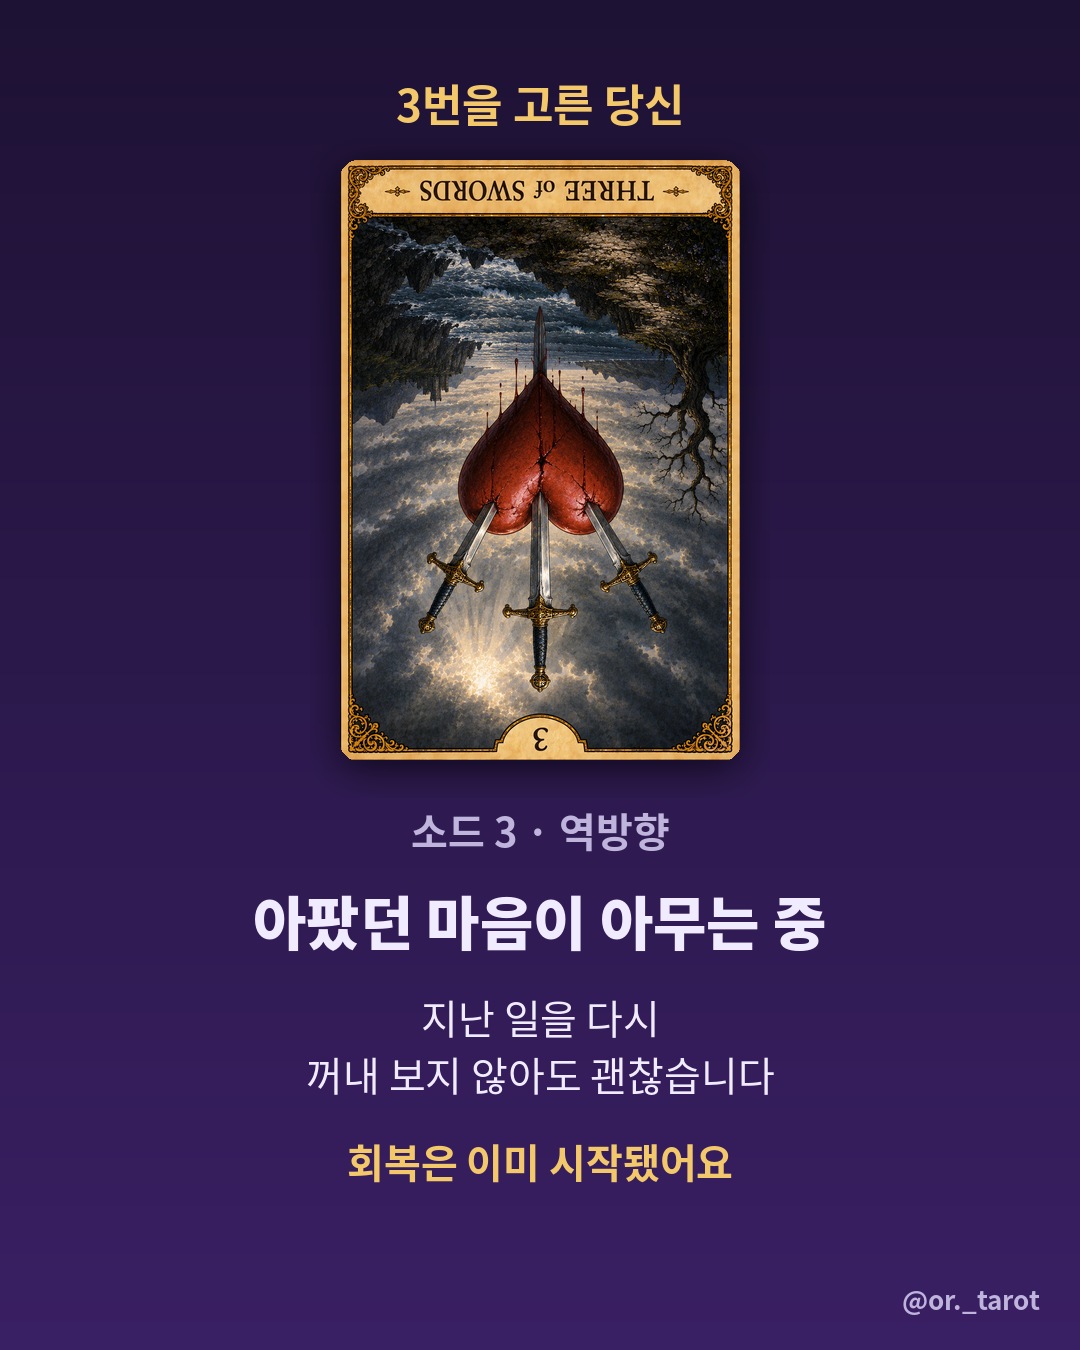 3번을 고른 당신
THREE of SWORDS
3
소드 3 · 역방향
아팠던 마음이 아무는 중
지난 일을 다시
꺼내 보지 않아도 괜찮습니다
회복은 이미 시작됐어요
@or._tarot